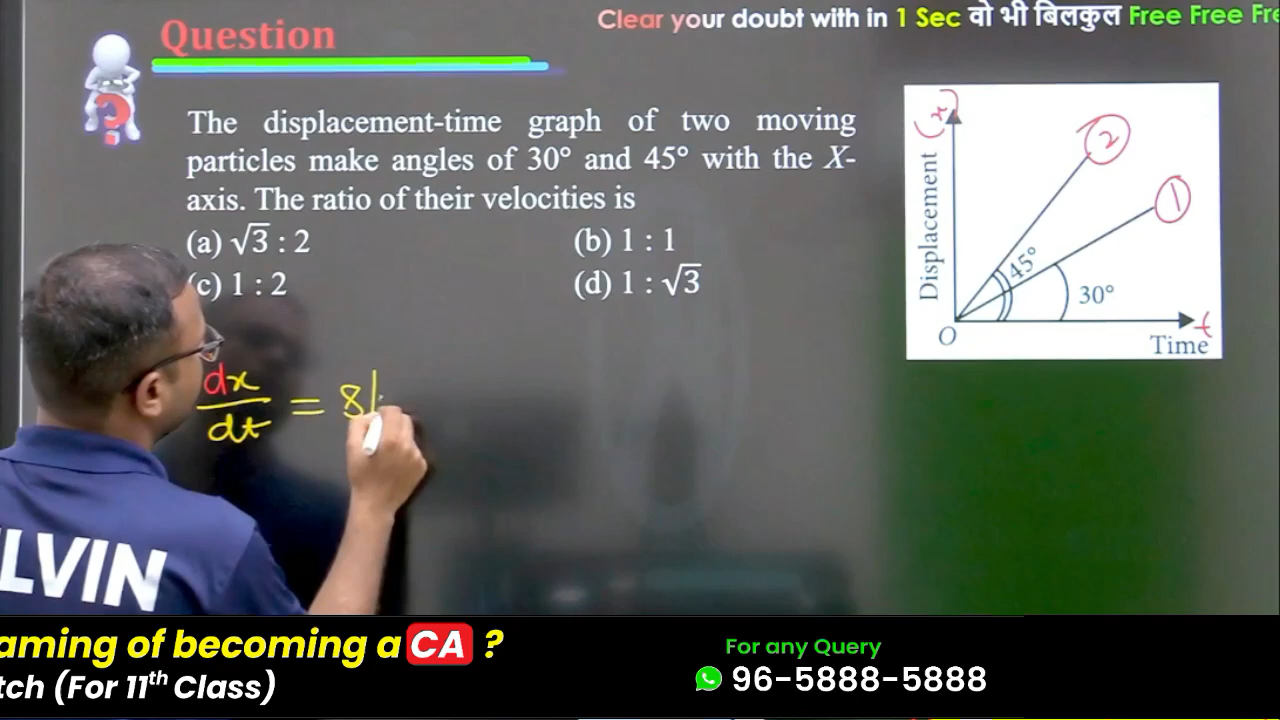 Clear your doubt with in 1 Sec वो भी बिलकुल Free Free Fre
Question
?
The displacement-time graph of two moving
particles make angles of 30° and 45° with the X-
axis. The ratio of their velocities is
(a) √3 : 2 (b) 1 : 1
(c) 1 : 2 (d) 1 : √3
Displacement (x)
2
1
45°
30°
O
t
Time
dx
dt
=
LVIN
aming of becoming a CA ?
tch (For 11th Class)
For any Query
96-5888-5888